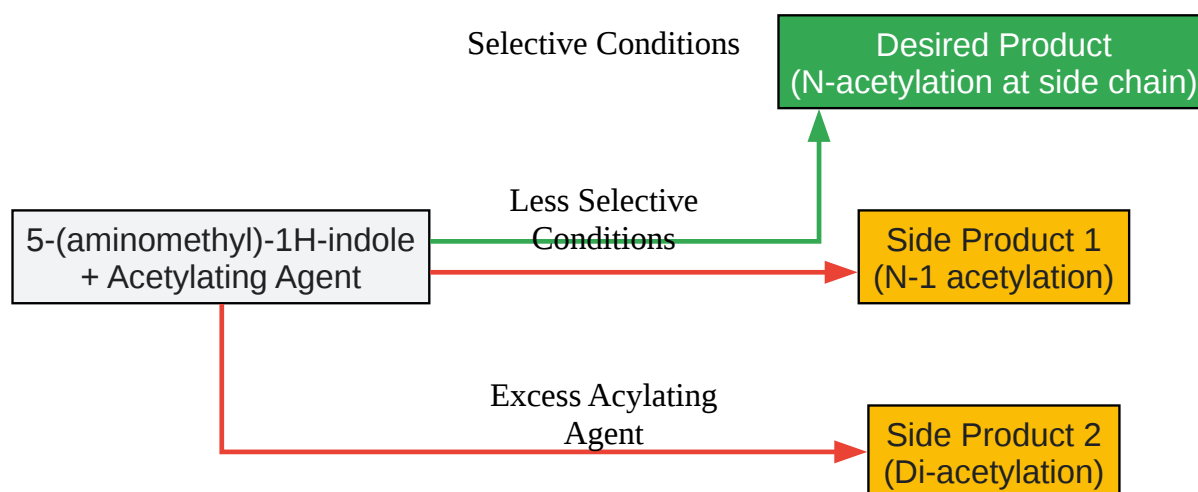 Selective Conditions
Desired Product
(N-acetylation at side chain)
Less Selective
Conditions
5-(aminomethyl)-1H-indole
+ Acetylating Agent
Side Product 1
(N-1 acetylation)
Excess Acylating
Agent
Side Product 2
(Di-acetylation)